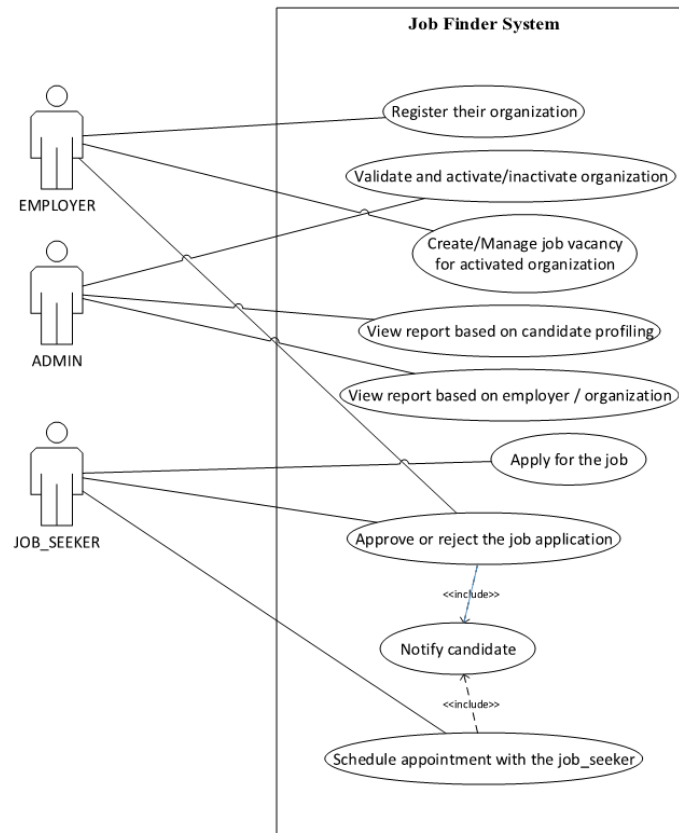 Job Finder System
Register their organization
EMPLOYER
Validate and activate/inactivate organization
Create/Manage job vacancy
for activated organization
ADMIN
View report based on candidate profiling
View report based on employer / organization
Apply for the job
JOB_SEEKER
Approve or reject the job application
<<include>>
Notify candidate
<<include>>
Schedule appointment with the job_seeker